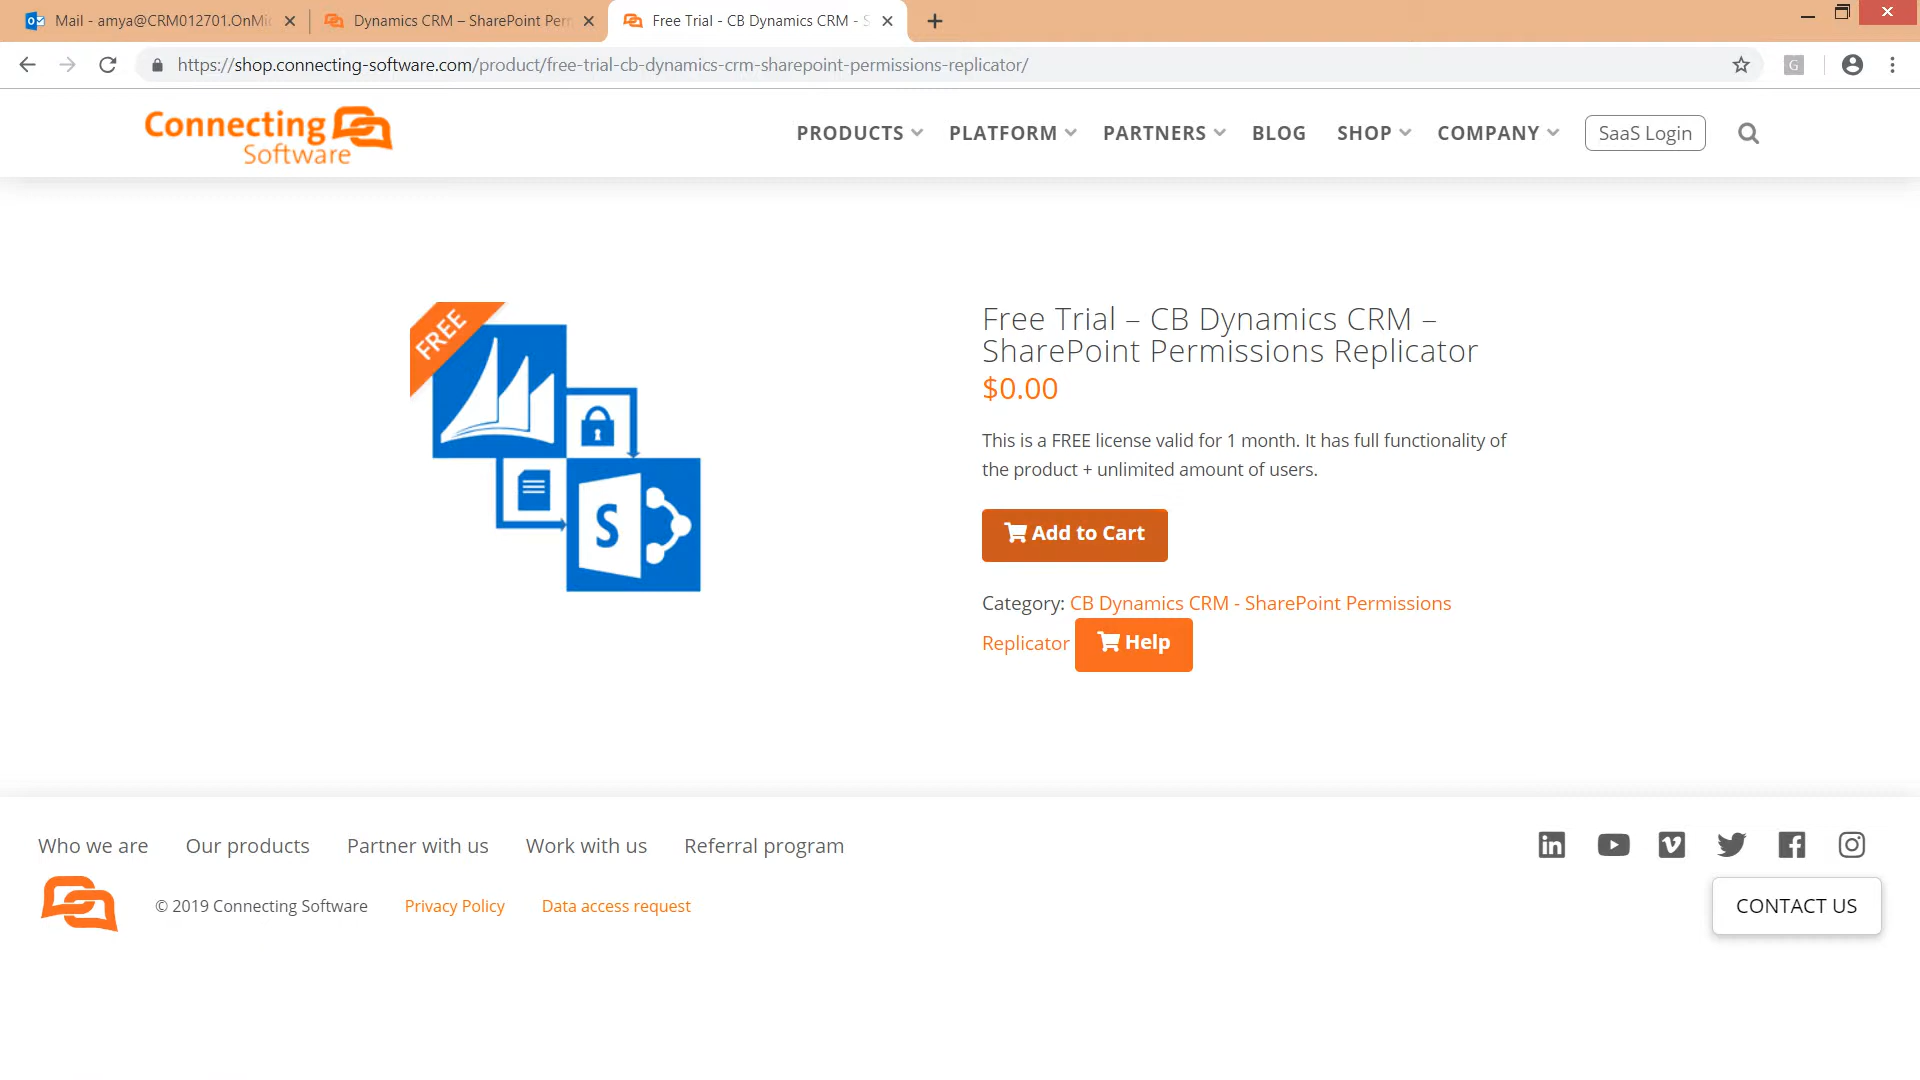 Mail - amya@CRM012701.OnMi
Dynamics CRM – SharePoint Per
Free Trial - CB Dynamics CRM - S
https://shop.connecting-software.com/product/free-trial-cb-dynamics-crm-sharepoint-permissions-replicator/
G
Connecting
Software
PRODUCTS
PLATFORM
PARTNERS
BLOG
SHOP
COMPANY
SaaS Login
FREE
S
Free Trial – CB Dynamics CRM –
SharePoint Permissions Replicator
$0.00
This is a FREE license valid for 1 month. It has full functionality of
the product + unlimited amount of users.
Add to Cart
Category: CB Dynamics CRM - SharePoint Permissions
Replicator
Help
Who we are
Our products
Partner with us
Work with us
Referral program
© 2019 Connecting Software
Privacy Policy
Data access request
CONTACT US